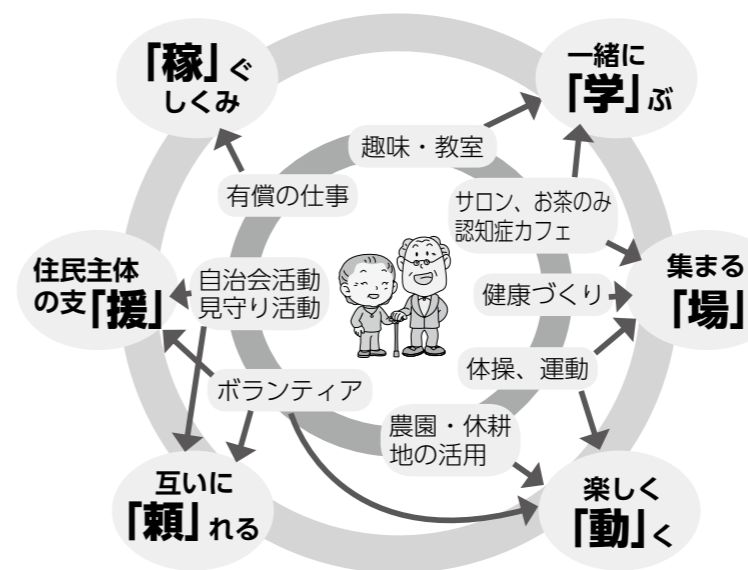 「稼」ぐ
しくみ
一緒に
「学」ぶ
趣味・教室
有償の仕事
サロン、お茶のみ
認知症カフェ
住民主体
の支「援」
自治会活動
見守り活動
健康づくり
集まる
「場」
ボランティア
体操、運動
農園・休耕
地の活用
互いに
「頼」れる
楽しく
「動」く